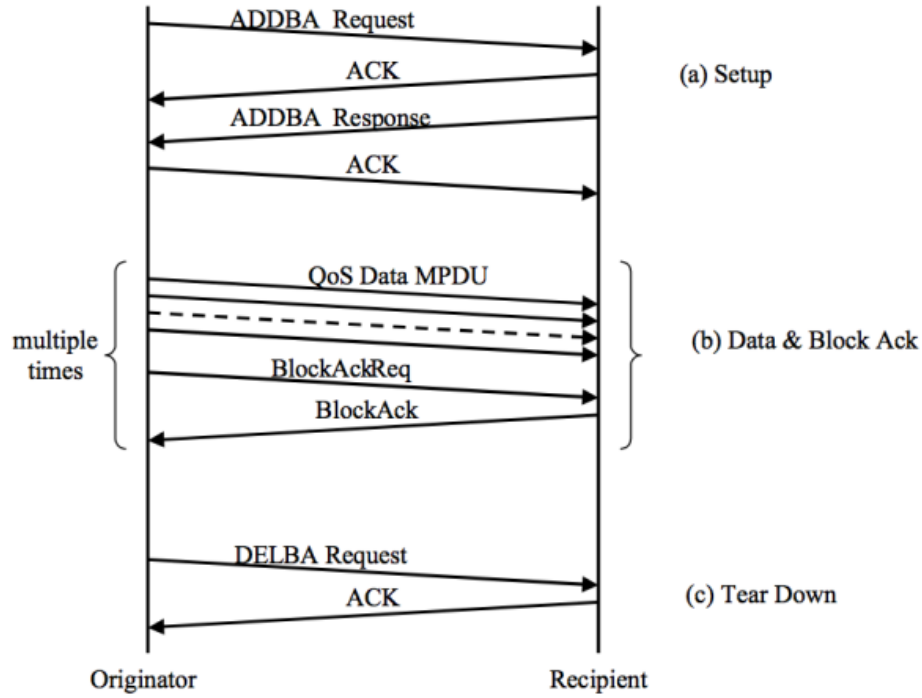 ADDBA Request
ACK
(a) Setup
ADDBA Response
ACK
QoS Data MPDU
multiple
times
(b) Data & Block Ack
BlockAckReq
BlockAck
DELBA Request
ACK
(c) Tear Down
Originator
Recipient